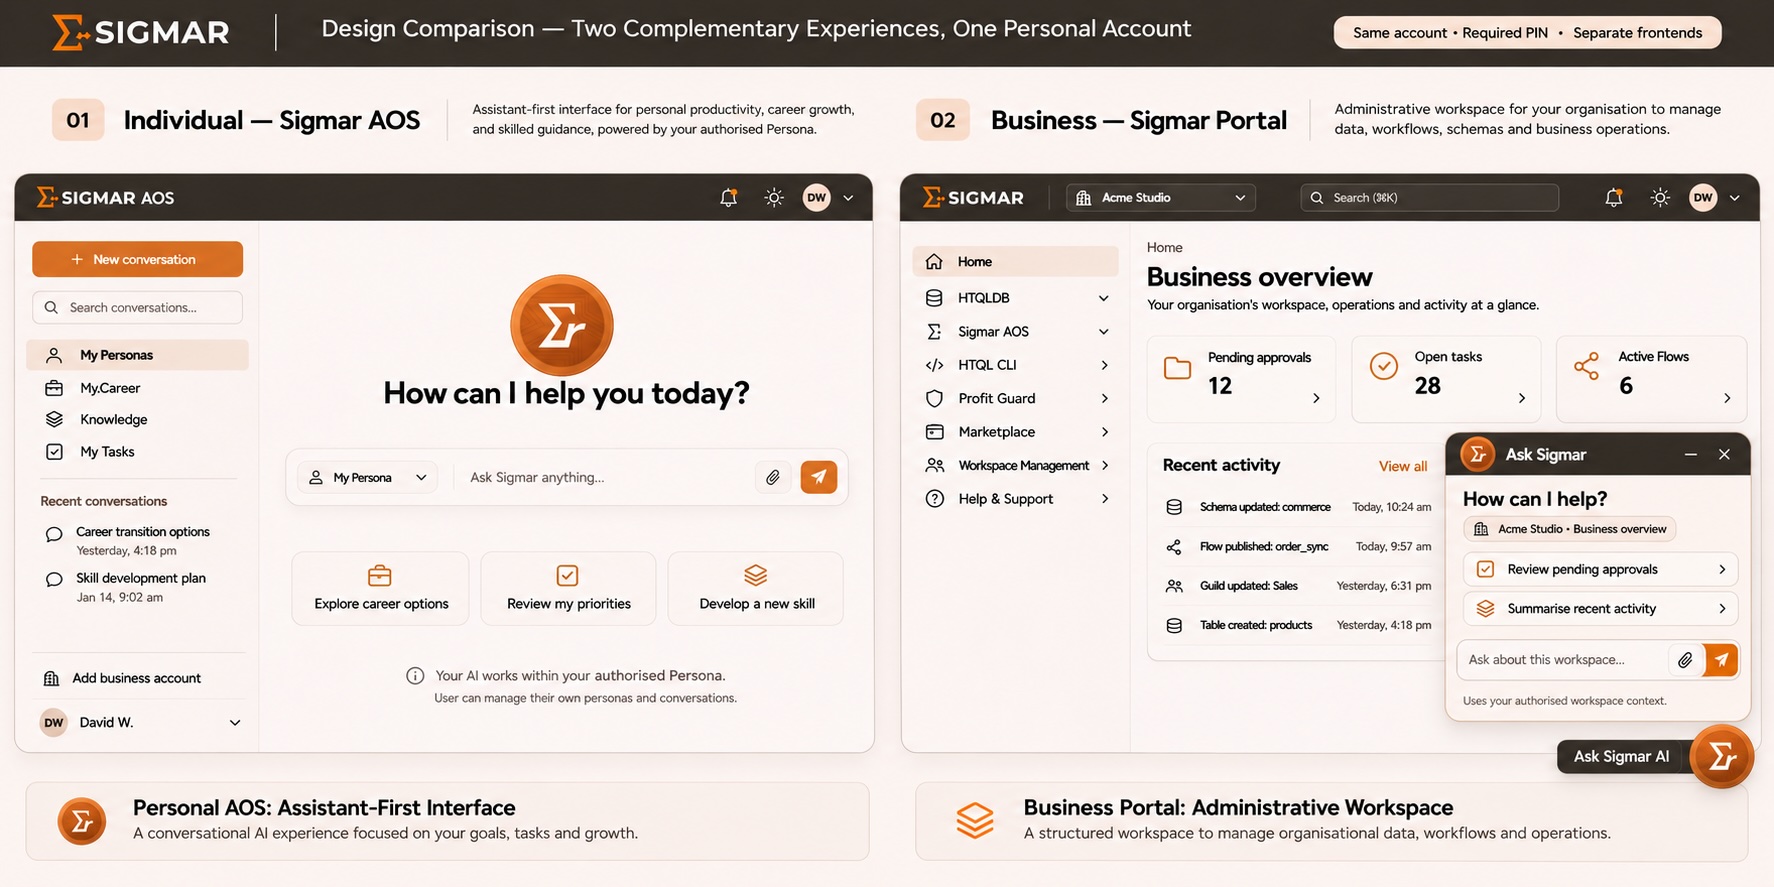 SIGMAR
Design Comparison — Two Complementary Experiences, One Personal Account
Same account • Required PIN • Separate frontends
01
Individual — Sigmar AOS
Assistant-first interface for personal productivity, career growth,
and skilled guidance, powered by your authorised Persona.
02
Business — Sigmar Portal
Administrative workspace for your organisation to manage
data, workflows, schemas and business operations.
SIGMAR AOS
DW
+ New conversation
Search conversations...
My Personas
My.Career
Knowledge
My Tasks
Recent conversations
Career transition options
Yesterday, 4:18 pm
Skill development plan
Jan 14, 9:02 am
Add business account
DW
David W.
Σr
How can I help you today?
My Persona
Ask Sigmar anything...
Explore career options
Review my priorities
Develop a new skill
Your AI works within your authorised Persona.
User can manage their own personas and conversations.
SIGMAR
Acme Studio
Search (⌘K)
DW
Home
HTQLDB
Sigmar AOS
HTQL CLI
Profit Guard
Marketplace
Workspace Management
Help & Support
Home
Business overview
Your organisation's workspace, operations and activity at a glance.
Pending approvals
12
Open tasks
28
Active Flows
6
Recent activity
View all
Schema updated: commerce
Today, 10:24 am
Flow published: order_sync
Today, 9:57 am
Guild updated: Sales
Yesterday, 6:31 pm
Table created: products
Yesterday, 4:18 pm
Σr
Ask Sigmar
How can I help?
Acme Studio • Business overview
Review pending approvals
Summarise recent activity
Ask about this workspace...
Uses your authorised workspace context.
Ask Sigmar AI
Σr
Σr
Personal AOS: Assistant-First Interface
A conversational AI experience focused on your goals, tasks and growth.
Business Portal: Administrative Workspace
A structured workspace to manage organisational data, workflows and operations.